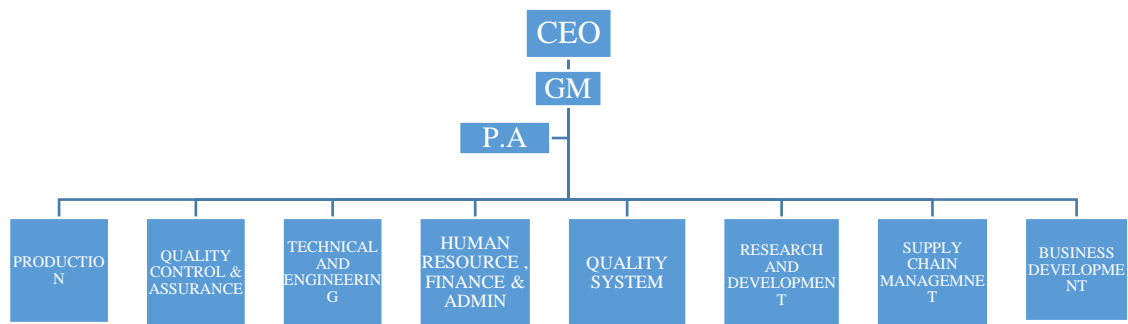 CEO
GM
P.A
PRODUCTIO
N
QUALITY
CONTROL &
ASSURANCE
TECHNICAL
AND
ENGINEERIN
G
HUMAN
RESOURCE ,
FINANCE &
ADMIN
QUALITY
SYSTEM
RESEARCH
AND
DEVELOPMEN
T
SUPPLY
CHAIN
MANAGEMNE
T
BUSINESS
DEVELOPME
NT